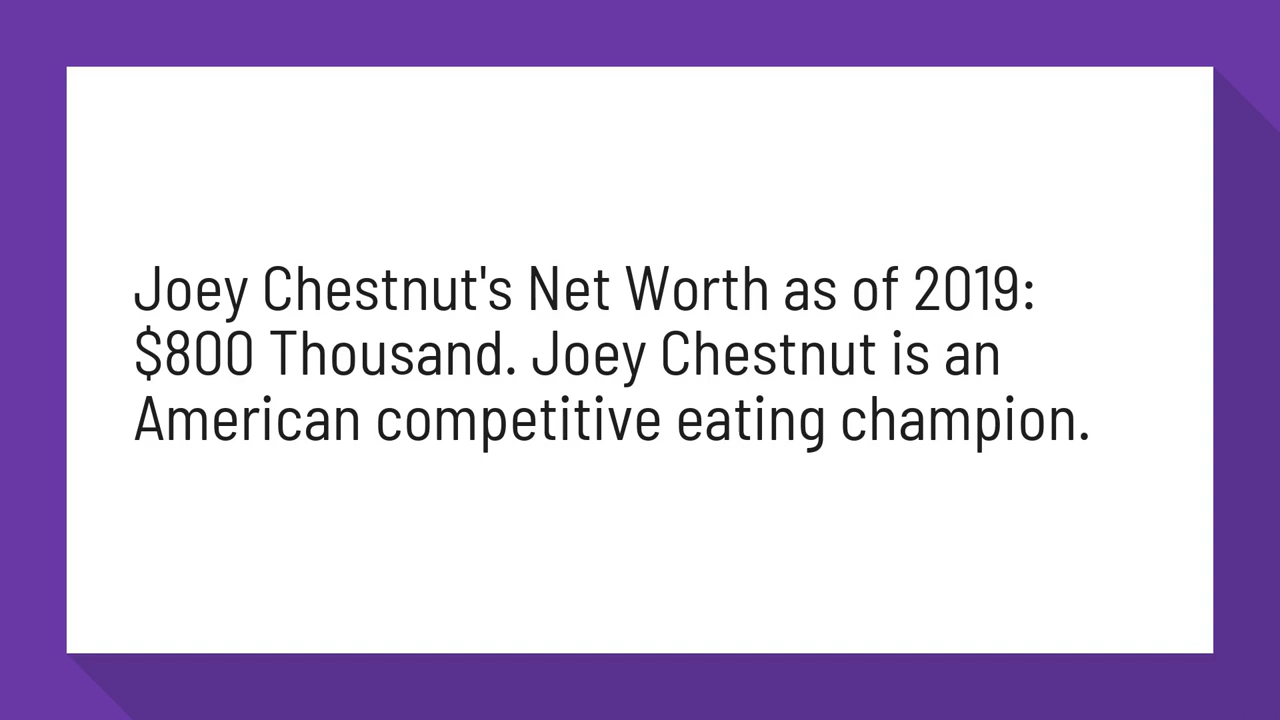 Joey Chestnut's Net Worth as of 2019:
$800 Thousand. Joey Chestnut is an
American competitive eating champion.